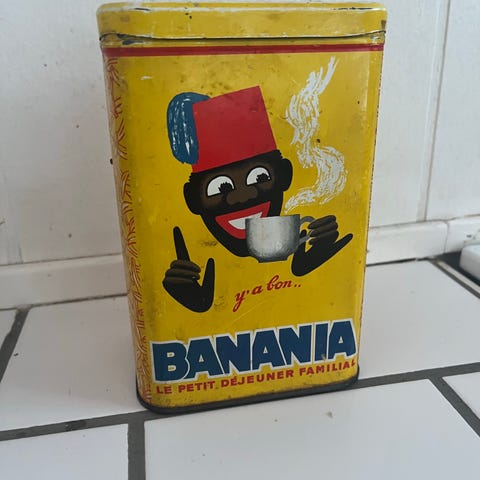 y'a bon..
BANANIA
LE PETIT DÉJEUNER FAMILIAL